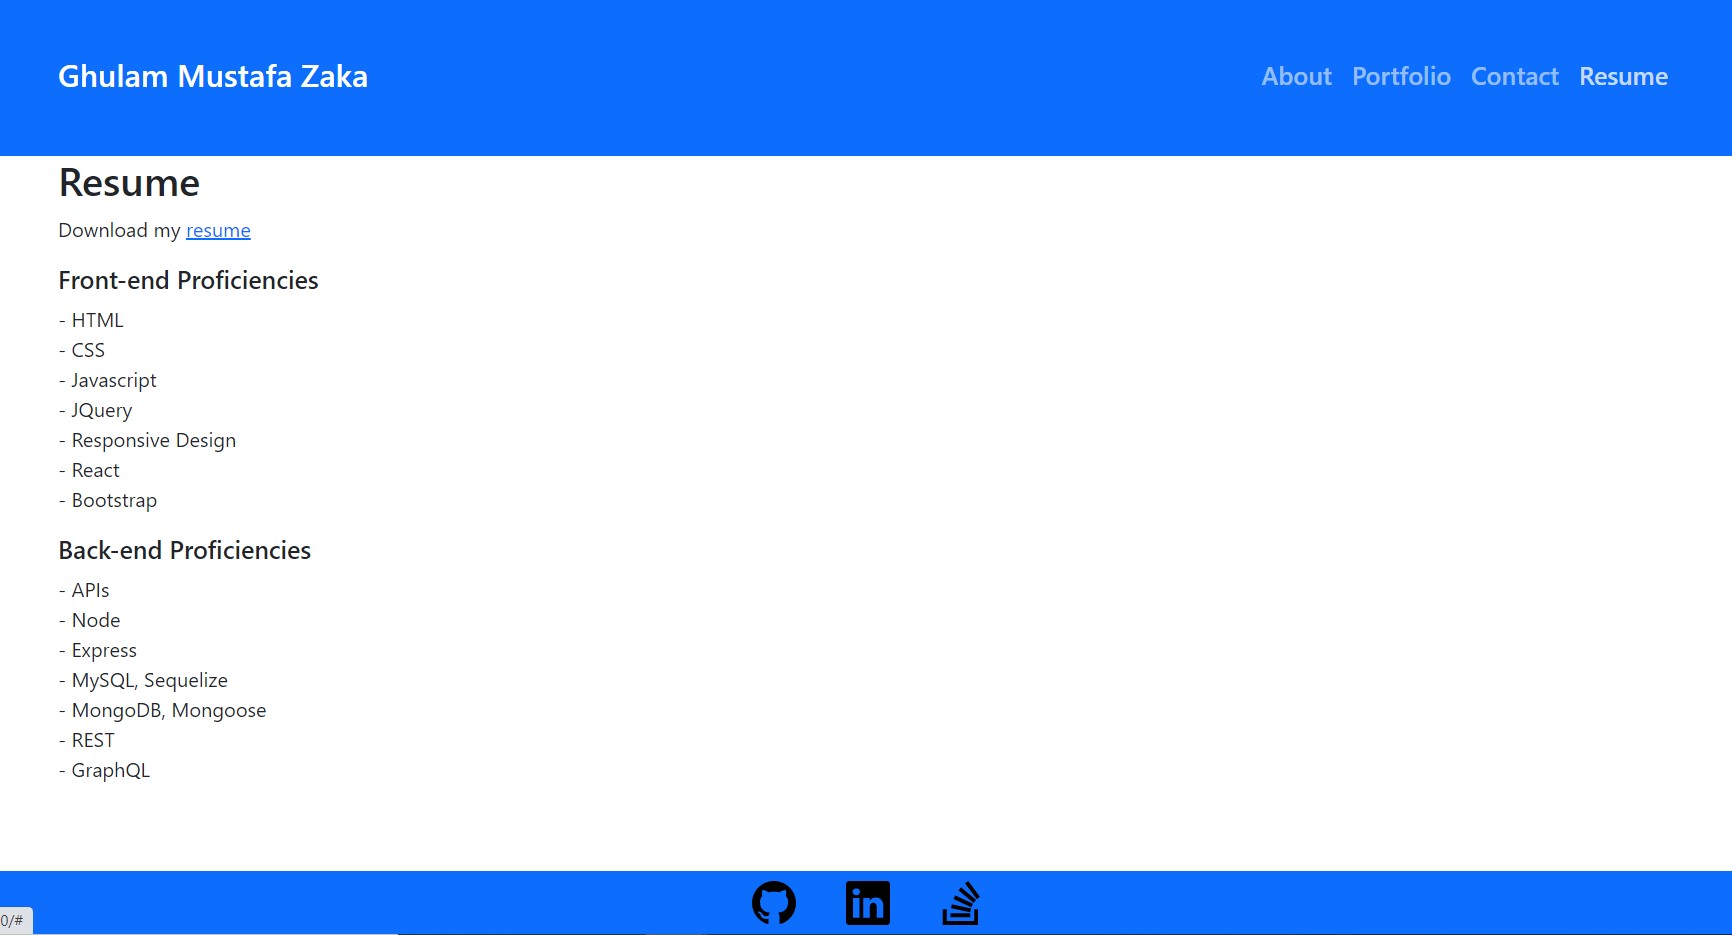 Ghulam Mustafa Zaka
About Portfolio Contact Resume
Resume
Download my resume
Front-end Proficiencies
- HTML
- CSS
- Javascript
- JQuery
- Responsive Design
- React
- Bootstrap
Back-end Proficiencies
- APIs
- Node
- Express
- MySQL, Sequelize
- MongoDB, Mongoose
- REST
- GraphQL
in
0/#